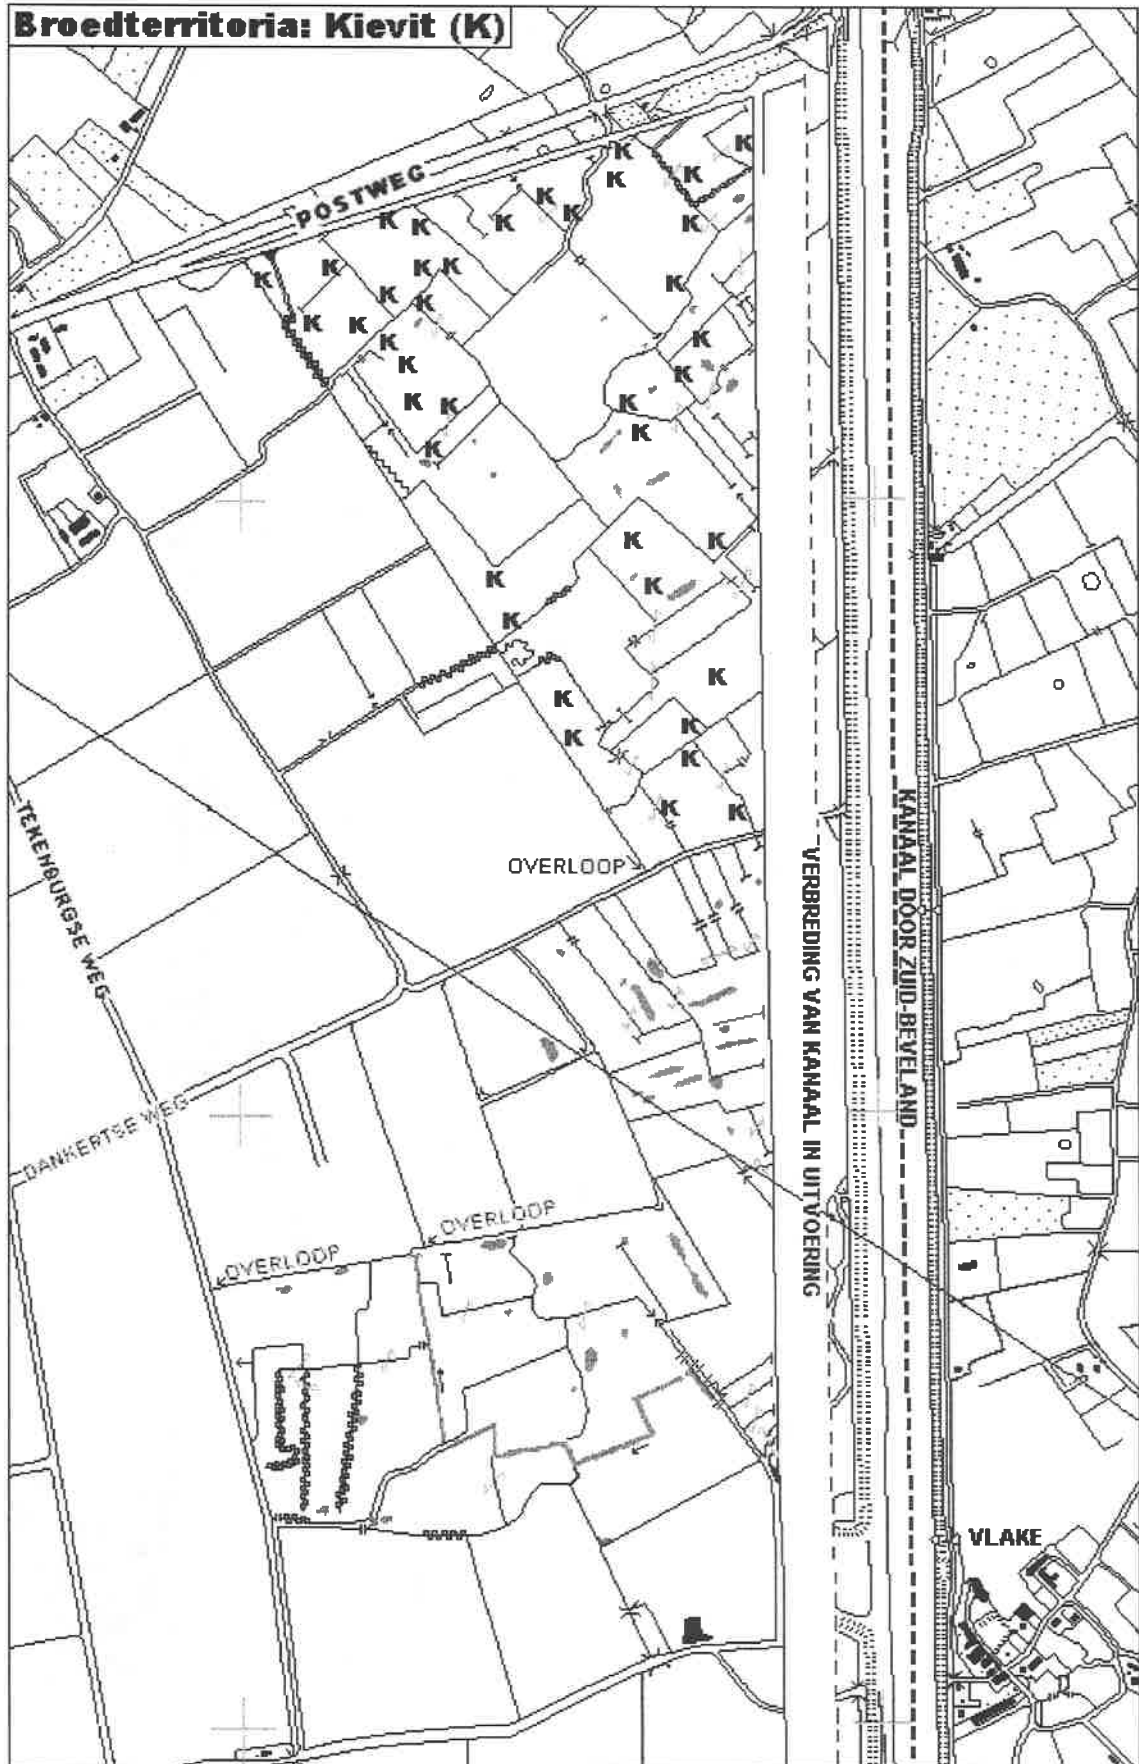 Broedterritoria: Kievit (K)
K
K
K K
POSTWEG
K K
K K K K
K K K K
K
K K
K K
K K
K
K
K K K
K
K
K K
K
K
K
K
K
K
K
K
K
K K
OVERLOOP
TEKENBURGSE WEG
VERBREDING VAN KANAAL IN UITVOERING
KANAAL DOOR ZUID-BEVELAND
DANKERTSE WEG
OVERLOOP
OVERLOOP
VLAKE